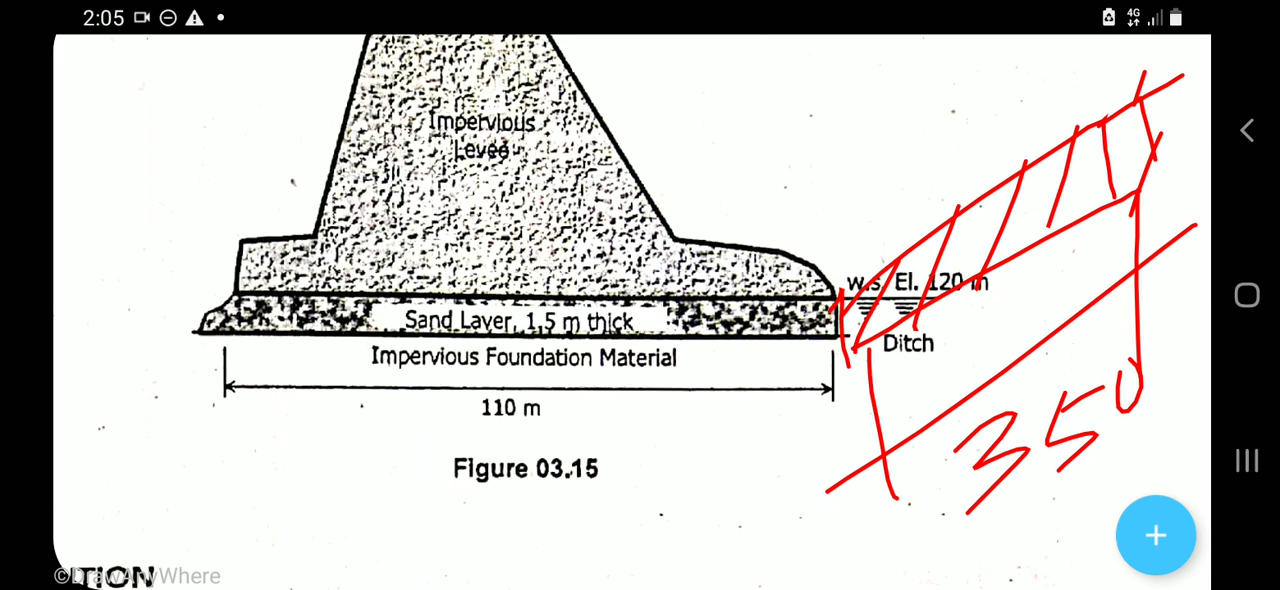 2:05
4G
Impervious
Levee
w.s. El. 120 m
Sand Layer, 1.5 m thick
Ditch
Impervious Foundation Material
110 m
350
Figure 03.15
TION
©DrawAnyWhere